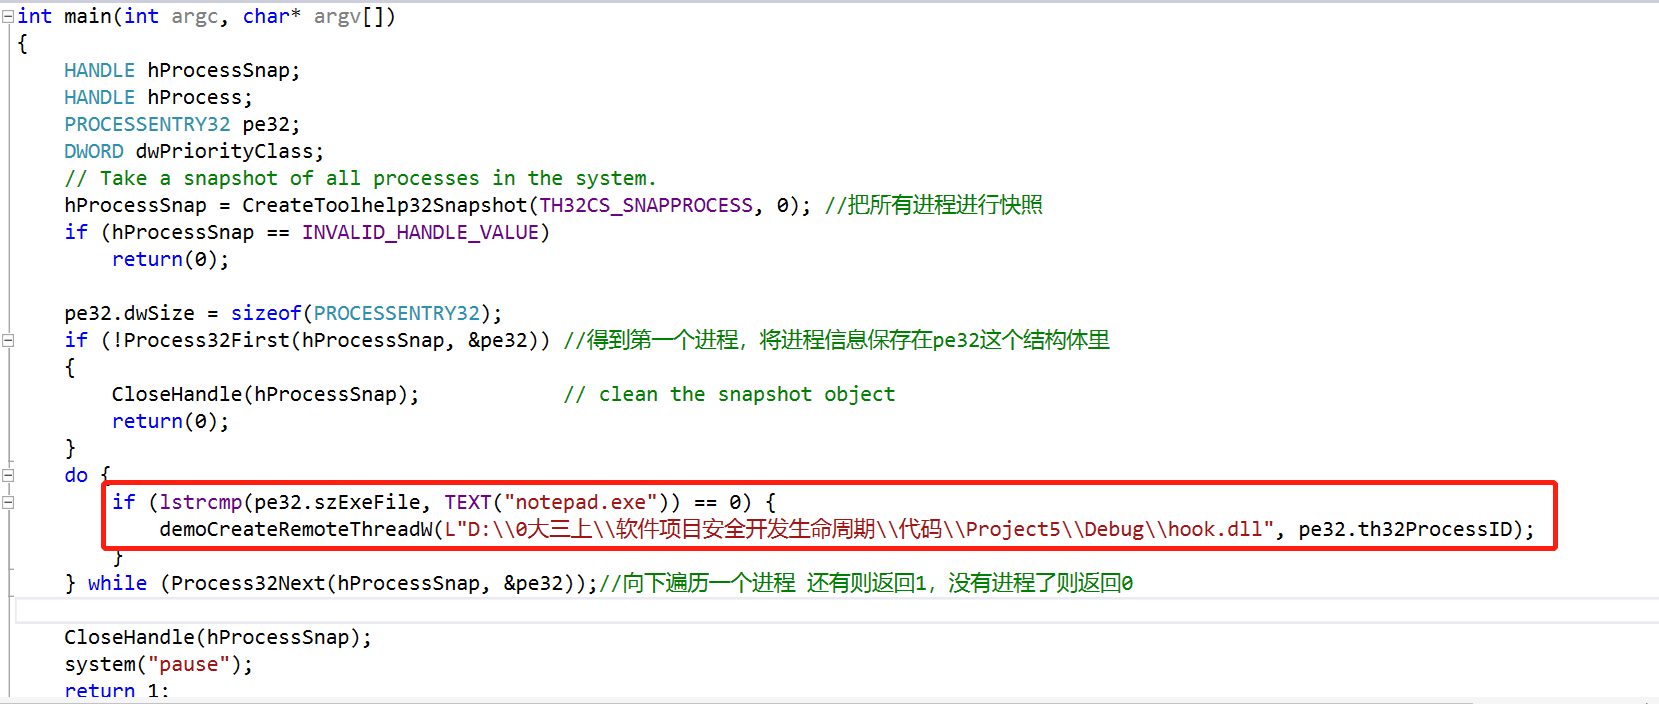 int main(int argc, char* argv[])
{
HANDLE hProcessSnap;
HANDLE hProcess;
PROCESSENTRY32 pe32;
DWORD dwPriorityClass;
// Take a snapshot of all processes in the system.
hProcessSnap = CreateToolhelp32Snapshot(TH32CS_SNAPPROCESS, 0); //把所有进程进行快照
if (hProcessSnap == INVALID_HANDLE_VALUE)
return(0);
pe32.dwSize = sizeof(PROCESSENTRY32);
if (!Process32First(hProcessSnap, &pe32)) //得到第一个进程，将进程信息保存在pe32这个结构体里
{
CloseHandle(hProcessSnap); // clean the snapshot object
return(0);
}
do {
if (lstrcmp(pe32.szExeFile, TEXT("notepad.exe")) == 0) {
demoCreateRemoteThreadW(L"D:\\0大三上\\软件项目安全开发生命周期\\代码\\Project5\\Debug\\hook.dll", pe32.th32ProcessID);
}
} while (Process32Next(hProcessSnap, &pe32));//向下遍历一个进程 还有则返回1，没有进程了则返回0
CloseHandle(hProcessSnap);
system("pause");
return 1;